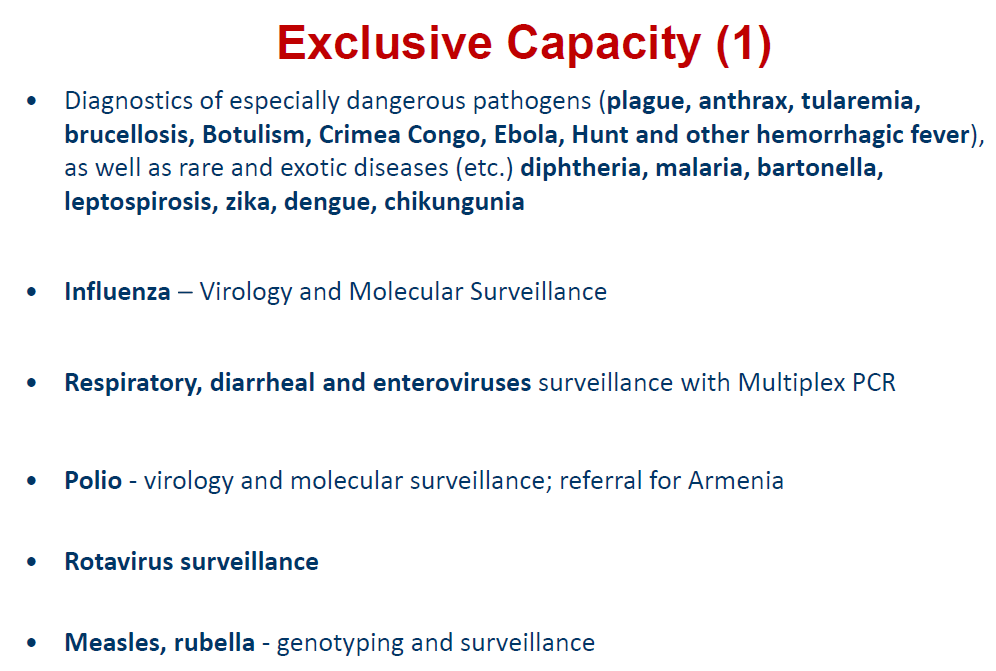 Exclusive Capacity (1)
• Diagnostics of especially dangerous pathogens (plague, anthrax, tularemia,
brucellosis, Botulism, Crimea Congo, Ebola, Hunt and other hemorrhagic fever),
as well as rare and exotic diseases (etc.) diphtheria, malaria, bartonella,
leptospirosis, zika, dengue, chikungunia
• Influenza – Virology and Molecular Surveillance
• Respiratory, diarrheal and enteroviruses surveillance with Multiplex PCR
• Polio - virology and molecular surveillance; referral for Armenia
• Rotavirus surveillance
• Measles, rubella - genotyping and surveillance